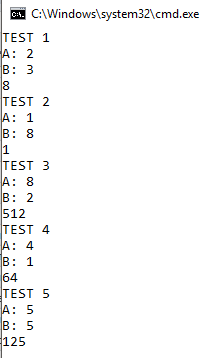 C:\Windows\system32\cmd.exe
TEST 1
A: 2
B: 3
8
TEST 2
A: 1
B: 8
1
TEST 3
A: 8
B: 2
512
TEST 4
A: 4
B: 1
64
TEST 5
A: 5
B: 5
125